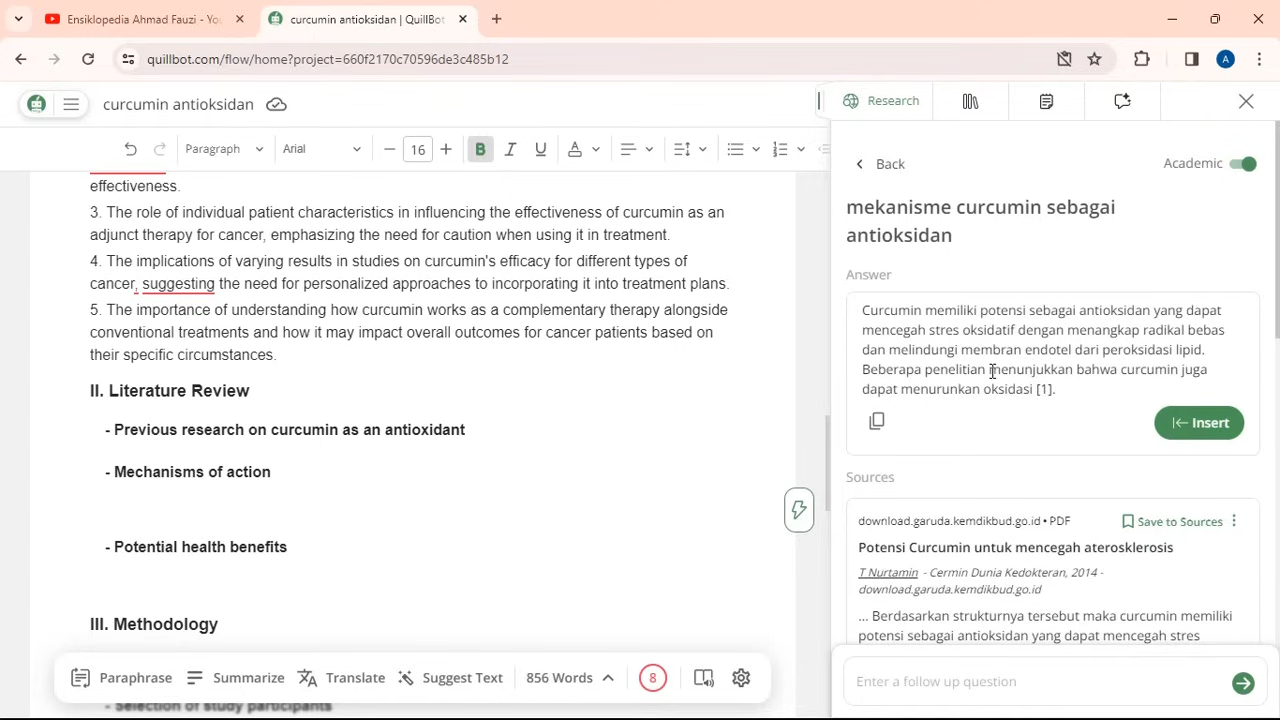 Ensiklopedia Ahmad Fauzi - Yo
curcumin antioksidan | QuillBot
quillbot.com/flow/home?project=660f2170c70596de3c485b12
A
curcumin antioksidan
Research
Paragraph
Arial
16
B
I
U
A
effectiveness.
3. The role of individual patient characteristics in influencing the effectiveness of curcumin as an
adjunct therapy for cancer, emphasizing the need for caution when using it in treatment.
4. The implications of varying results in studies on curcumin's efficacy for different types of
cancer, suggesting the need for personalized approaches to incorporating it into treatment plans.
5. The importance of understanding how curcumin works as a complementary therapy alongside
conventional treatments and how it may impact overall outcomes for cancer patients based on
their specific circumstances.
II. Literature Review
- Previous research on curcumin as an antioxidant
- Mechanisms of action
- Potential health benefits
III. Methodology
- Selection of study participants
Paraphrase
Summarize
Translate
Suggest Text
856 Words
8
Back
Academic
mekanisme curcumin sebagai
antioksidan
Answer
Curcumin memiliki potensi sebagai antioksidan yang dapat
mencegah stres oksidatif dengan menangkap radikal bebas
dan melindungi membran endotel dari peroksidasi lipid.
Beberapa penelitian menunjukkan bahwa curcumin juga
dapat menurunkan oksidasi [1].
Insert
Sources
download.garuda.kemdikbud.go.id • PDF
Save to Sources
Potensi Curcumin untuk mencegah aterosklerosis
T Nurtamin - Cermin Dunia Kedokteran, 2014 -
download.garuda.kemdikbud.go.id
... Berdasarkan strukturnya tersebut maka curcumin memiliki
potensi sebagai antioksidan yang dapat mencegah stres
Enter a follow up question